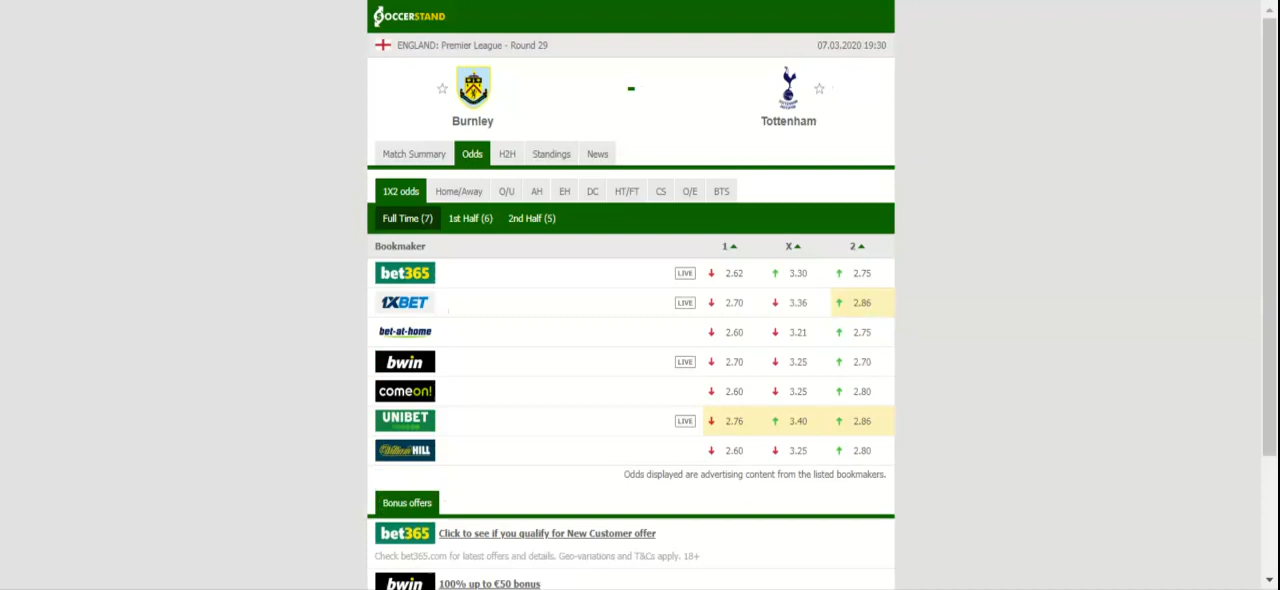 SOCCERSTAND
ENGLAND: Premier League - Round 29 07.03.2020 19:30
-
Burnley Tottenham
Match Summary Odds H2H Standings News
1X2 odds Home/Away O/U AH EH DC HT/FT CS O/E BTS
Full Time (7) 1st Half (6) 2nd Half (5)
Bookmaker 1 X 2
bet365 LIVE 2.62 3.30 2.75
1XBET LIVE 2.70 3.36 2.86
bet-at-home 2.60 3.21 2.75
bwin LIVE 2.70 3.25 2.70
comeon! 2.60 3.25 2.80
UNIBET LIVE 2.76 3.40 2.86
William HILL 2.60 3.25 2.80
Odds displayed are advertising content from the listed bookmakers.
Bonus offers
bet365 Click to see if you qualify for New Customer offer
Check bet365.com for latest offers and details. Geo-variations and T&Cs apply. 18+
bwin 100% up to €50 bonus